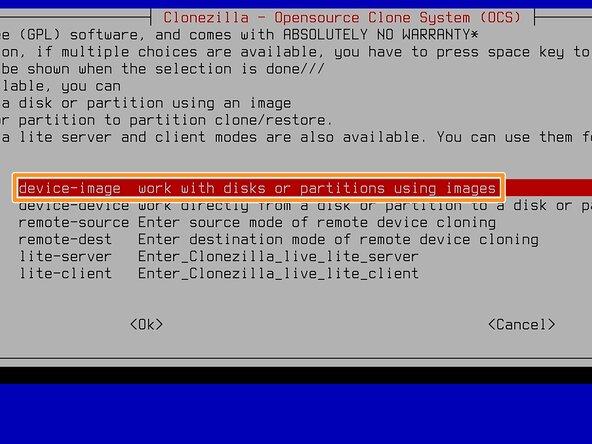 Clonezilla - Opensource Clone System (OCS)
ee (GPL) software, and comes with ABSOLUTELY NO WARRANTY*
on, if multiple choices are available, you have to press space key to
be shown when the selection is done///
lable, you can
a disk or partition using an image
or partition to partition clone/restore.
a lite server and client modes are also available. You can use them fo
device-image work with disks or partitions using images
device-device work directly from a disk or partition to a disk or pa
remote-source Enter source mode of remote device cloning
remote-dest Enter destination mode of remote device cloning
lite-server Enter_Clonezilla_live_lite_server
lite-client Enter_Clonezilla_live_lite_client
<Ok> <Cancel>